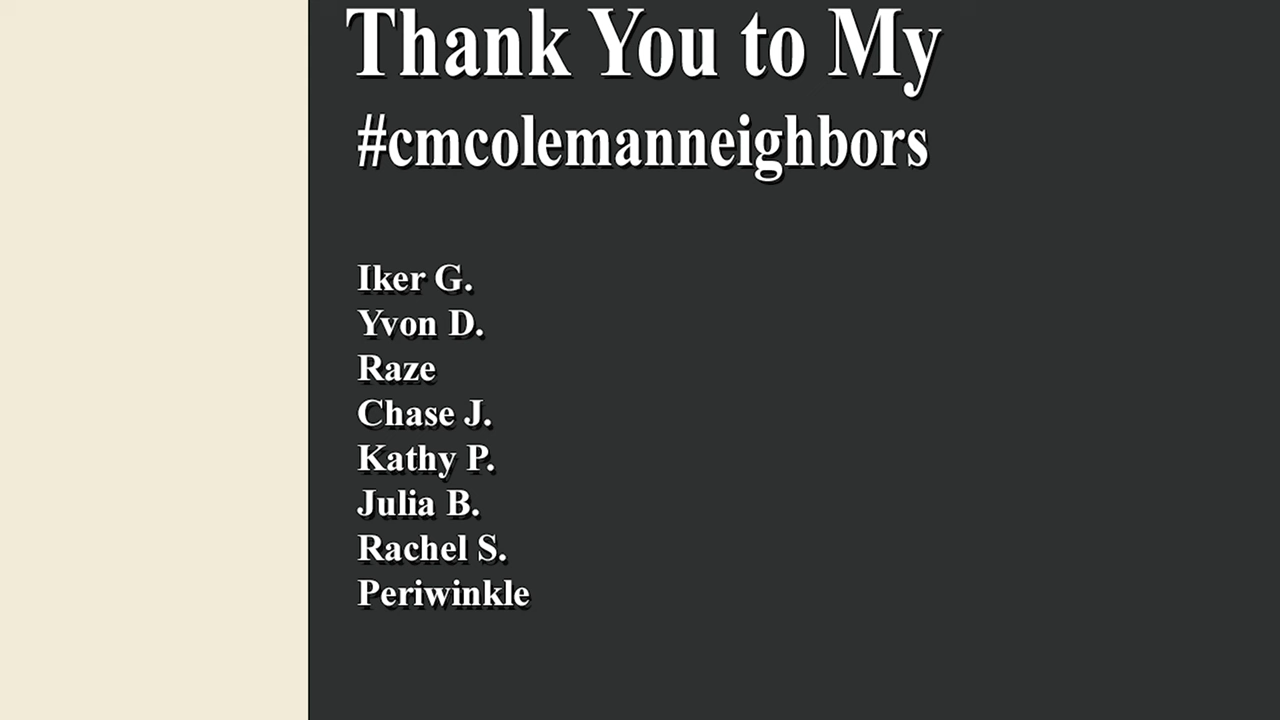 Thank You to My
#cmcolemanneighbors
Iker G.
Yvon D.
Raze
Chase J.
Kathy P.
Julia B.
Rachel S.
Periwinkle